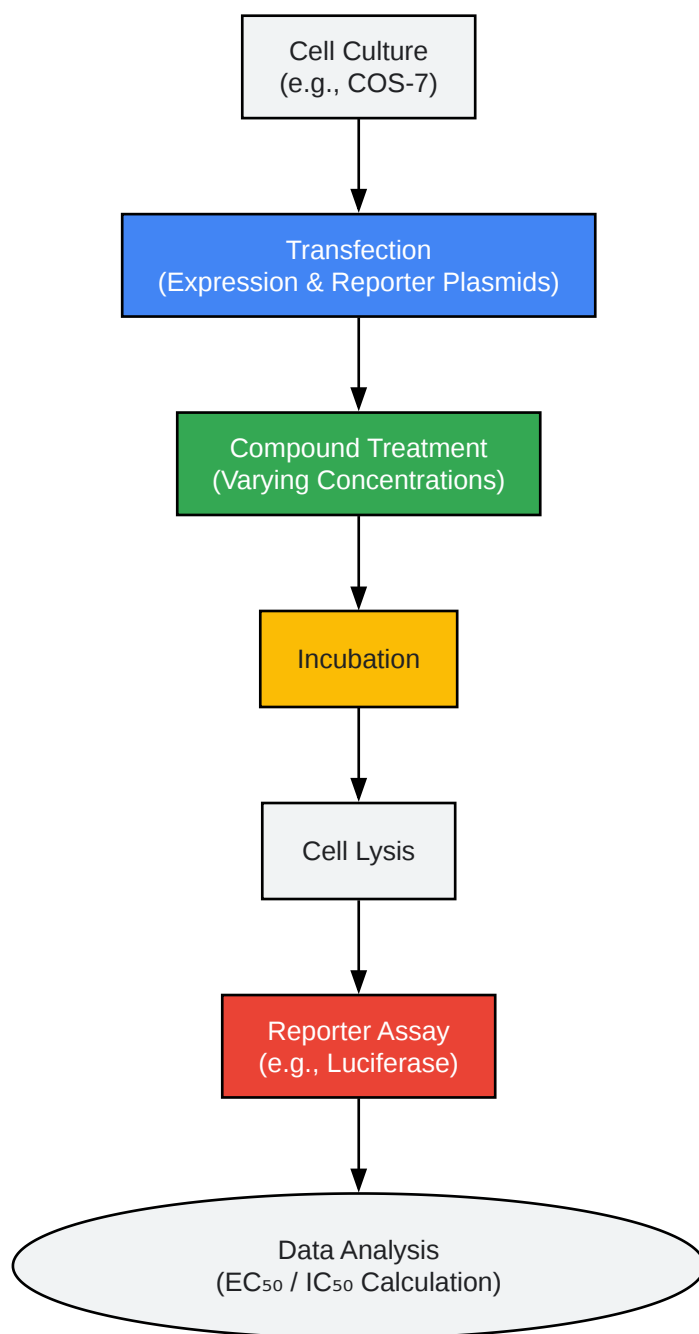 Cell Culture
(e.g., COS-7)
Transfection
(Expression & Reporter Plasmids)
Compound Treatment
(Varying Concentrations)
Incubation
Cell Lysis
Reporter Assay
(e.g., Luciferase)
Data Analysis
(EC₅₀ / IC₅₀ Calculation)